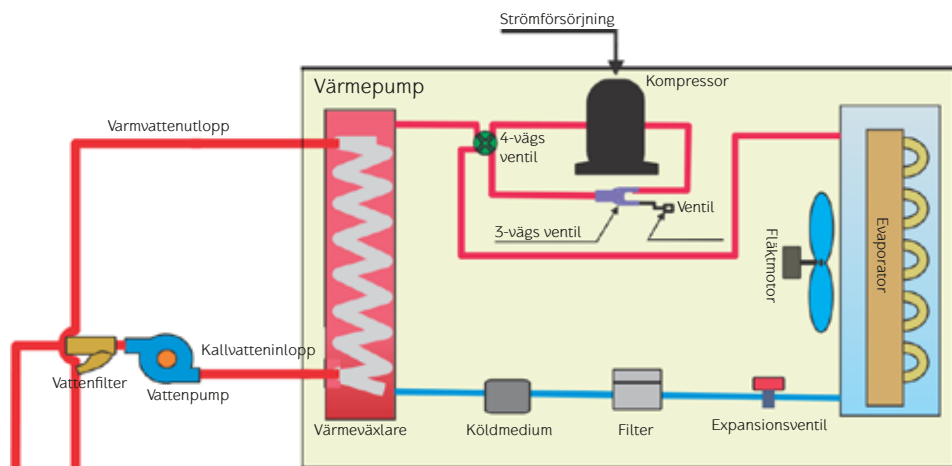 Strömförsörjning
Värmepump
Kompressor
Varmvattenutlopp
4-vägs
ventil
Ventil
3-vägs ventil
Fläktmotor
Evaporator
Kallvatteninlopp
Vattenfilter
Vattenpump
Värmeväxlare
Köldmedium
Filter
Expansionsventil